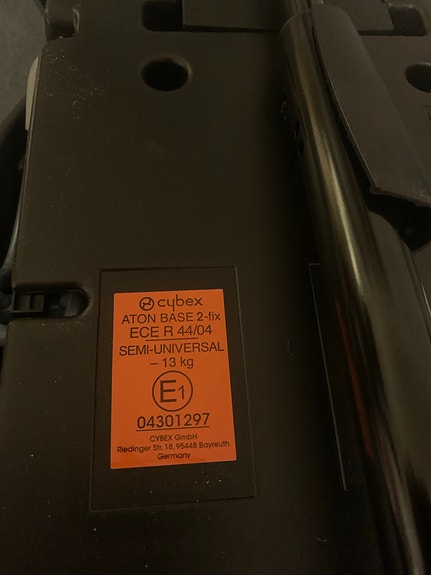 cybex
ATON BASE 2-fix
ECE R 44/04
SEMI-UNIVERSAL
– 13 kg
E1
04301297
CYBEX GmbH
Riedinger Str. 18, 95448 Bayreuth
Germany